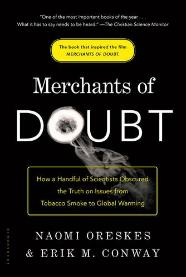 "One of the most important books of the year . . .
What it has to say needs to be heard." —The Christian Science Monitor
The book that inspired the film
MERCHANTS OF DOUBT.
Merchants of
DOUBT
How a Handful of Scientists Obscured
the Truth on Issues from
Tobacco Smoke to Global Warming
NAOMI ORESKES
& ERIK M. CONWAY